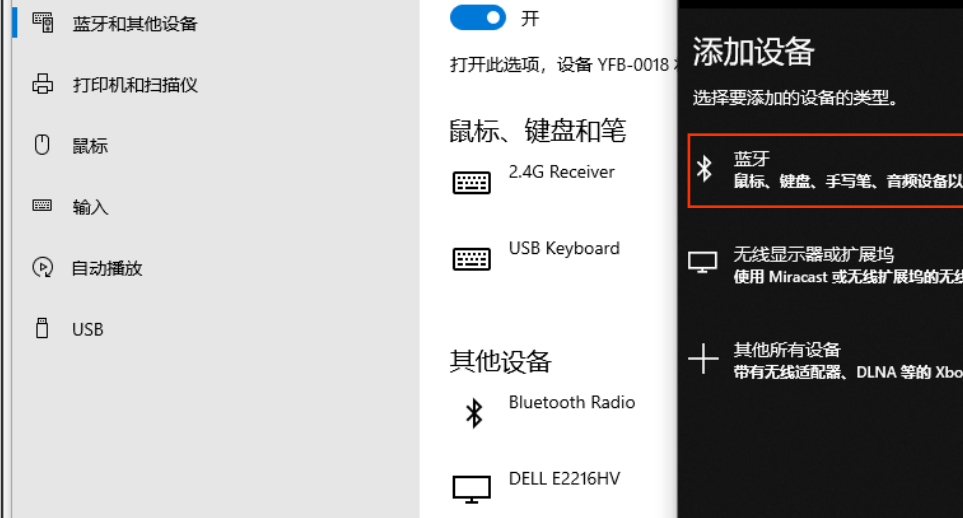 蓝牙和其他设备
打印机和扫描仪
鼠标
输入
自动播放
USB
开
打开此选项，设备 YFB-0018
鼠标、键盘和笔
2.4G Receiver
USB Keyboard
其他设备
Bluetooth Radio
DELL E2216HV
添加设备
选择要添加的设备的类型。
蓝牙
鼠标、键盘、手写笔、音频设备以
无线显示器或扩展坞
使用 Miracast 或无线扩展坞的无线
其他所有设备
带有无线适配器、DLNA 等的 Xbo